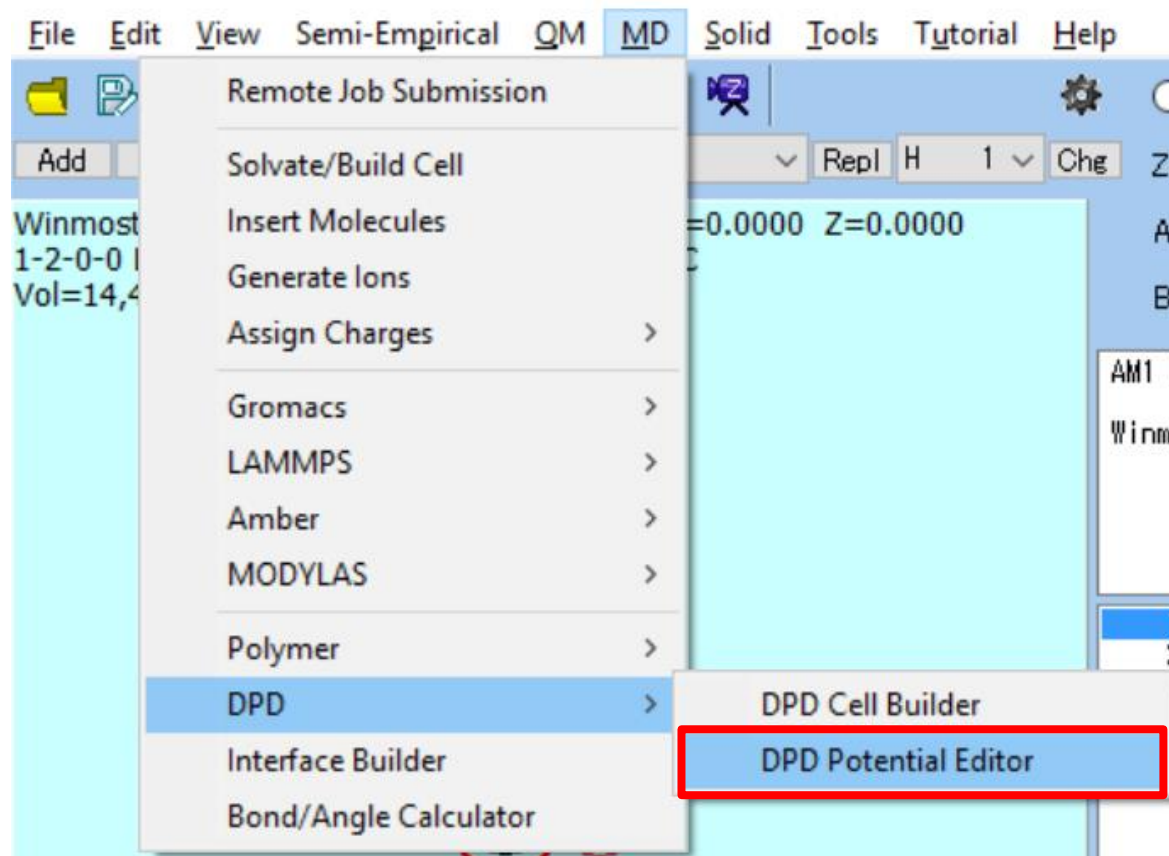 File Edit View Semi-Empirical QM MD Solid Tools Tutorial Help
Remote Job Submission
Add Repl H 1 Chg Z
Solvate/Build Cell
Winmost =0.0000 Z=0.0000
Insert Molecules
A
1-2-0-0
Generate Ions
Vol=14,4
B
Assign Charges
AM1
Gromacs
Winm
LAMMPS
Amber
MODYLAS
Polymer
DPD
DPD Cell Builder
Interface Builder
DPD Potential Editor
Bond/Angle Calculator